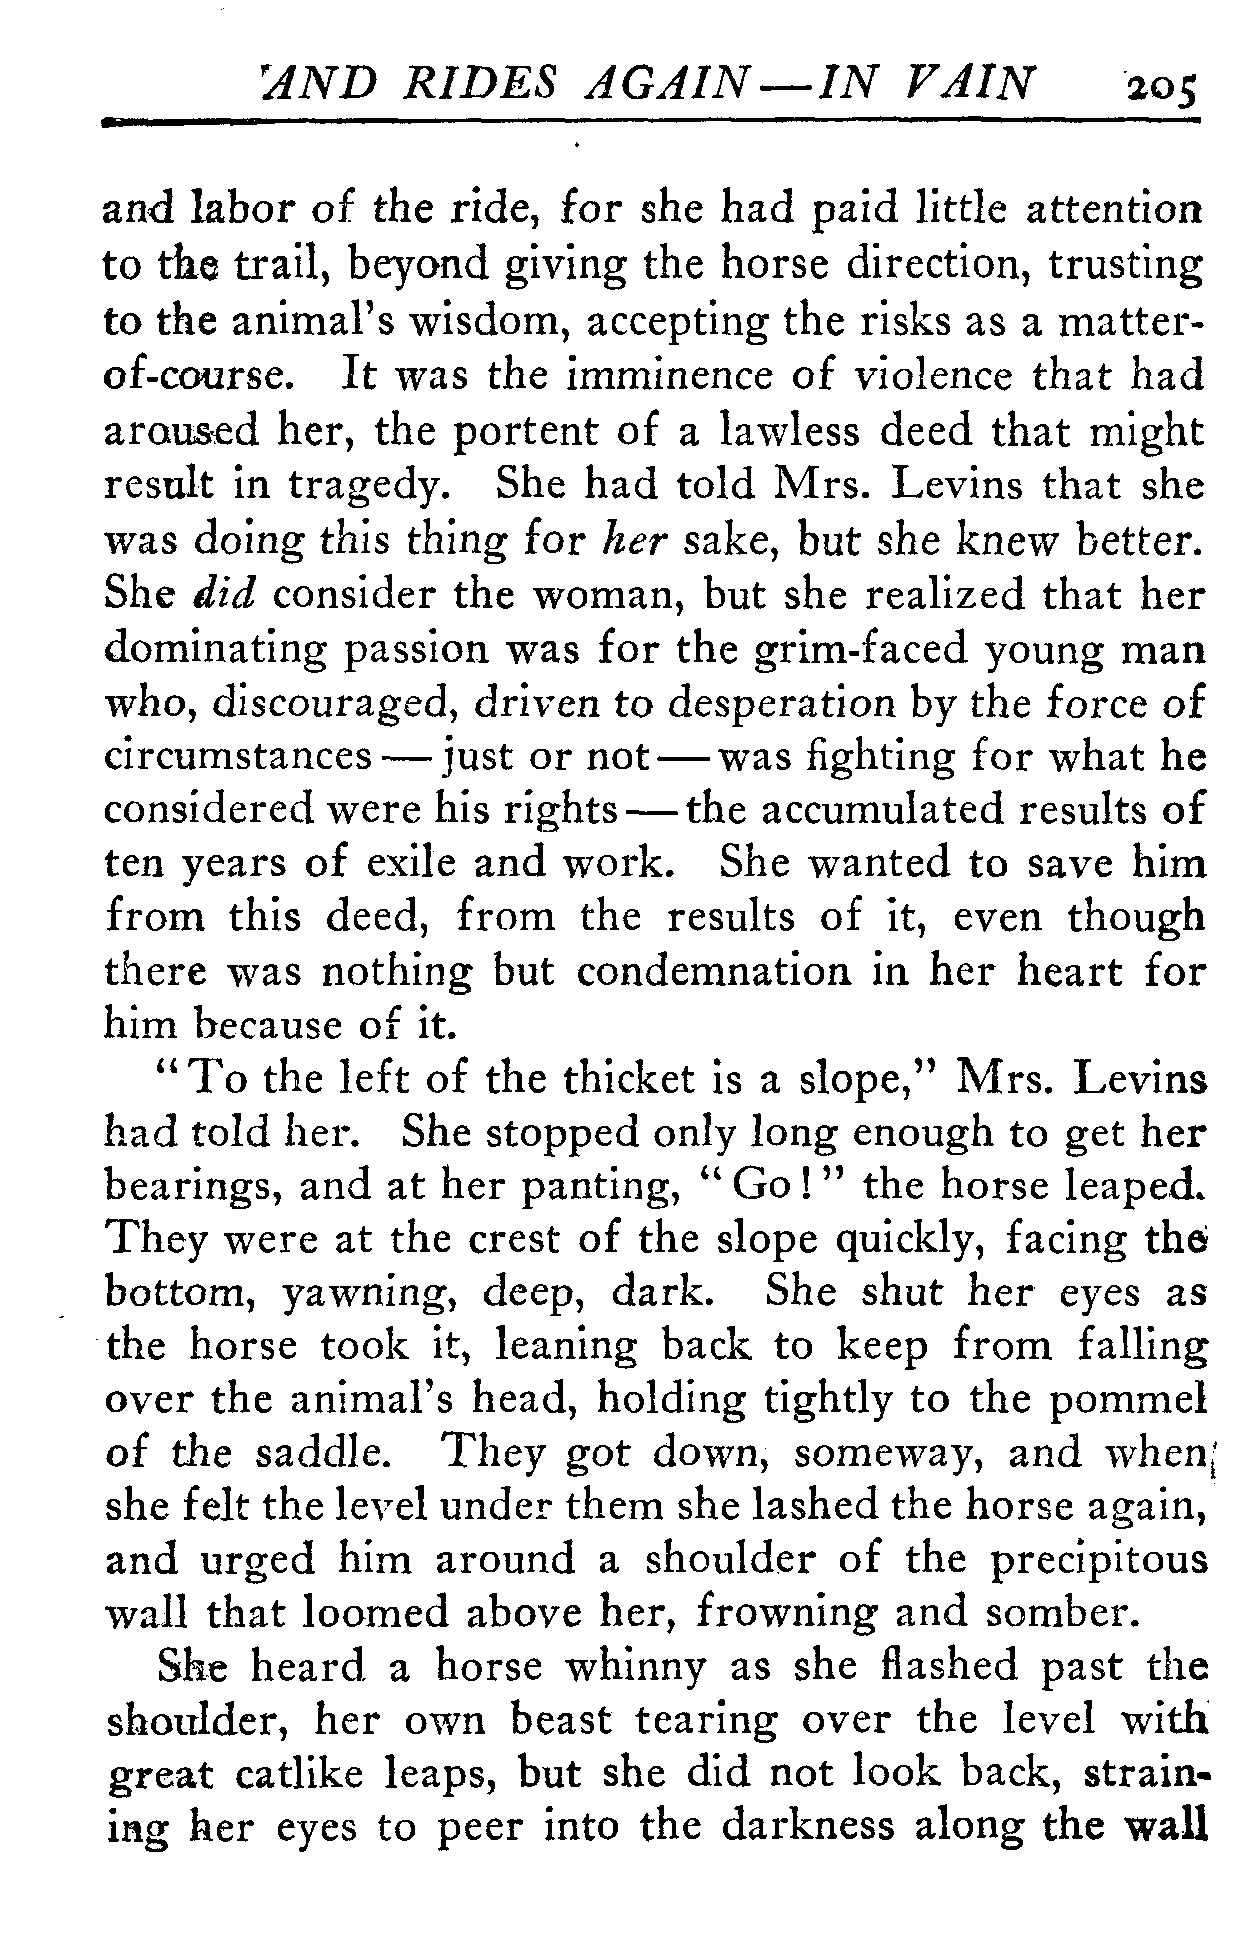 AND RIDES AGAIN—IN VAIN 205
and labor of the ride, for she had paid little attention
to the trail, beyond giving the horse direction, trusting
to the animal's wisdom, accepting the risks as a matter-
of-course. It was the imminence of violence that had
aroused her, the portent of a lawless deed that might
result in tragedy. She had told Mrs. Levins that she
was doing this thing for her sake, but she knew better.
She did consider the woman, but she realized that her
dominating passion was for the grim-faced young man
who, discouraged, driven to desperation by the force of
circumstances — just or not — was fighting for what he
considered were his rights — the accumulated results of
ten years of exile and work. She wanted to save him
from this deed, from the results of it, even though
there was nothing but condemnation in her heart for
him because of it.
"To the left of the thicket is a slope," Mrs. Levins
had told her. She stopped only long enough to get her
bearings, and at her panting, "Go!" the horse leaped.
They were at the crest of the slope quickly, facing the
bottom, yawning, deep, dark. She shut her eyes as
the horse took it, leaning back to keep from falling
over the animal's head, holding tightly to the pommel
of the saddle. They got down, someway, and when
she felt the level under them she lashed the horse again,
and urged him around a shoulder of the precipitous
wall that loomed above her, frowning and somber.
She heard a horse whinny as she flashed past the
shoulder, her own beast tearing over the level with
great catlike leaps, but she did not look back, strain-
ing her eyes to peer into the darkness along the wall